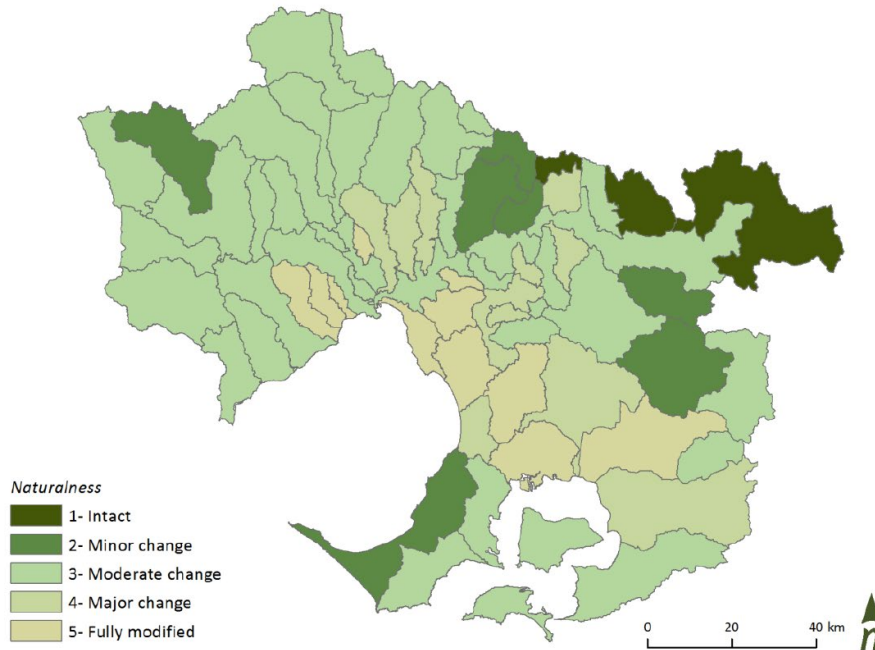 Naturalness
1- Intact
2- Minor change
3- Moderate change
4- Major change
5- Fully modified
0 20 40 km